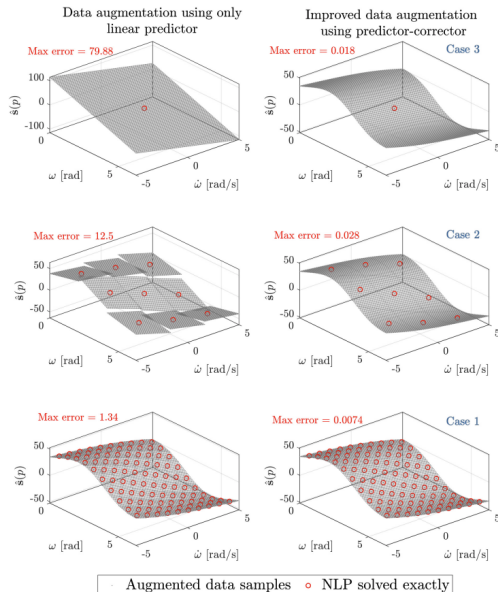 Data augmentation using only
linear predictor
Improved data augmentation
using predictor-corrector
Max error = 79.88
Max error = 0.018
Case 3
100
0
-100
ŝ(p)
0
5
ω [rad]
-5
0
5
ω̇ [rad/s]
50
0
-50
ŝ(p)
0
5
ω [rad]
-5
0
5
ω̇ [rad/s]
Max error = 12.5
Max error = 0.028
Case 2
50
0
-50
ŝ(p)
0
5
ω [rad]
-5
0
5
ω̇ [rad/s]
50
0
-50
ŝ(p)
0
5
ω [rad]
-5
0
5
ω̇ [rad/s]
Max error = 1.34
Max error = 0.0074
Case 1
50
0
-50
ŝ(p)
0
5
ω [rad]
-5
0
5
ω̇ [rad/s]
50
0
-50
ŝ(p)
0
5
ω [rad]
-5
0
5
ω̇ [rad/s]
Augmented data samples
NLP solved exactly